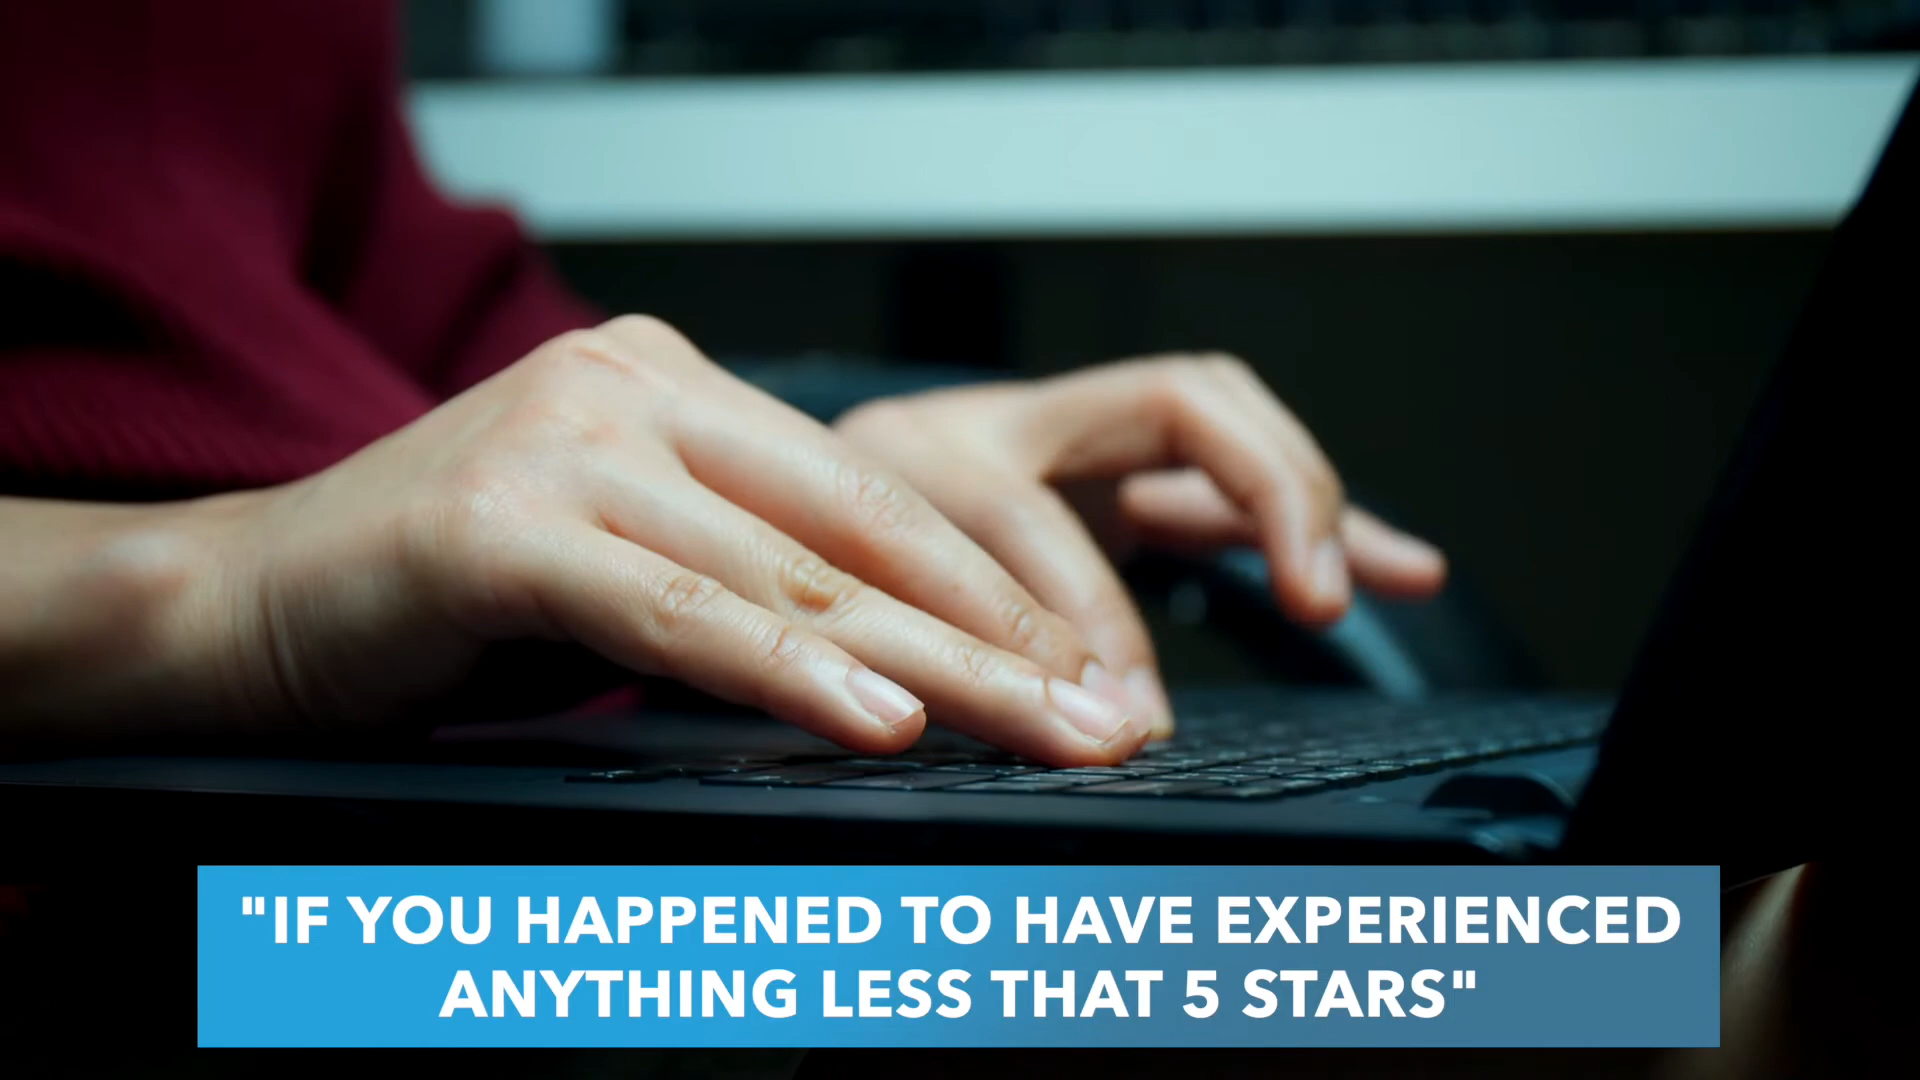 "IF YOU HAPPENED TO HAVE EXPERIENCED
ANYTHING LESS THAT 5 STARS"